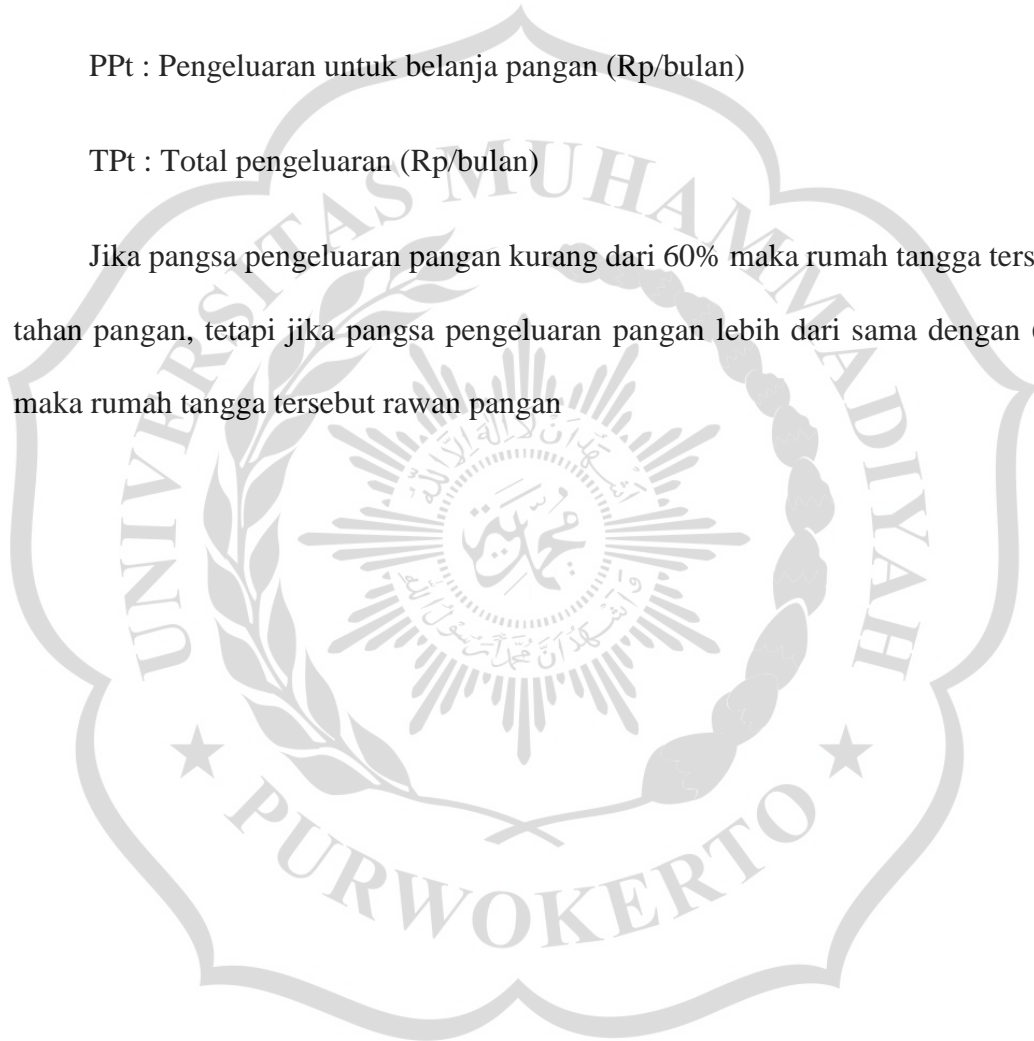 PPt : Pengeluaran untuk belanja pangan (Rp/bulan)
TPt : Total pengeluaran (Rp/bulan)
Jika pangsa pengeluaran pangan kurang dari 60% maka rumah tangga
tahan pangan, tetapi jika pangsa pengeluaran pangan lebih dari sama dengan
maka rumah tangga tersebut rawan pangan
UNIVERSITAS MUHAMMADIYAH
PURWOKERTO